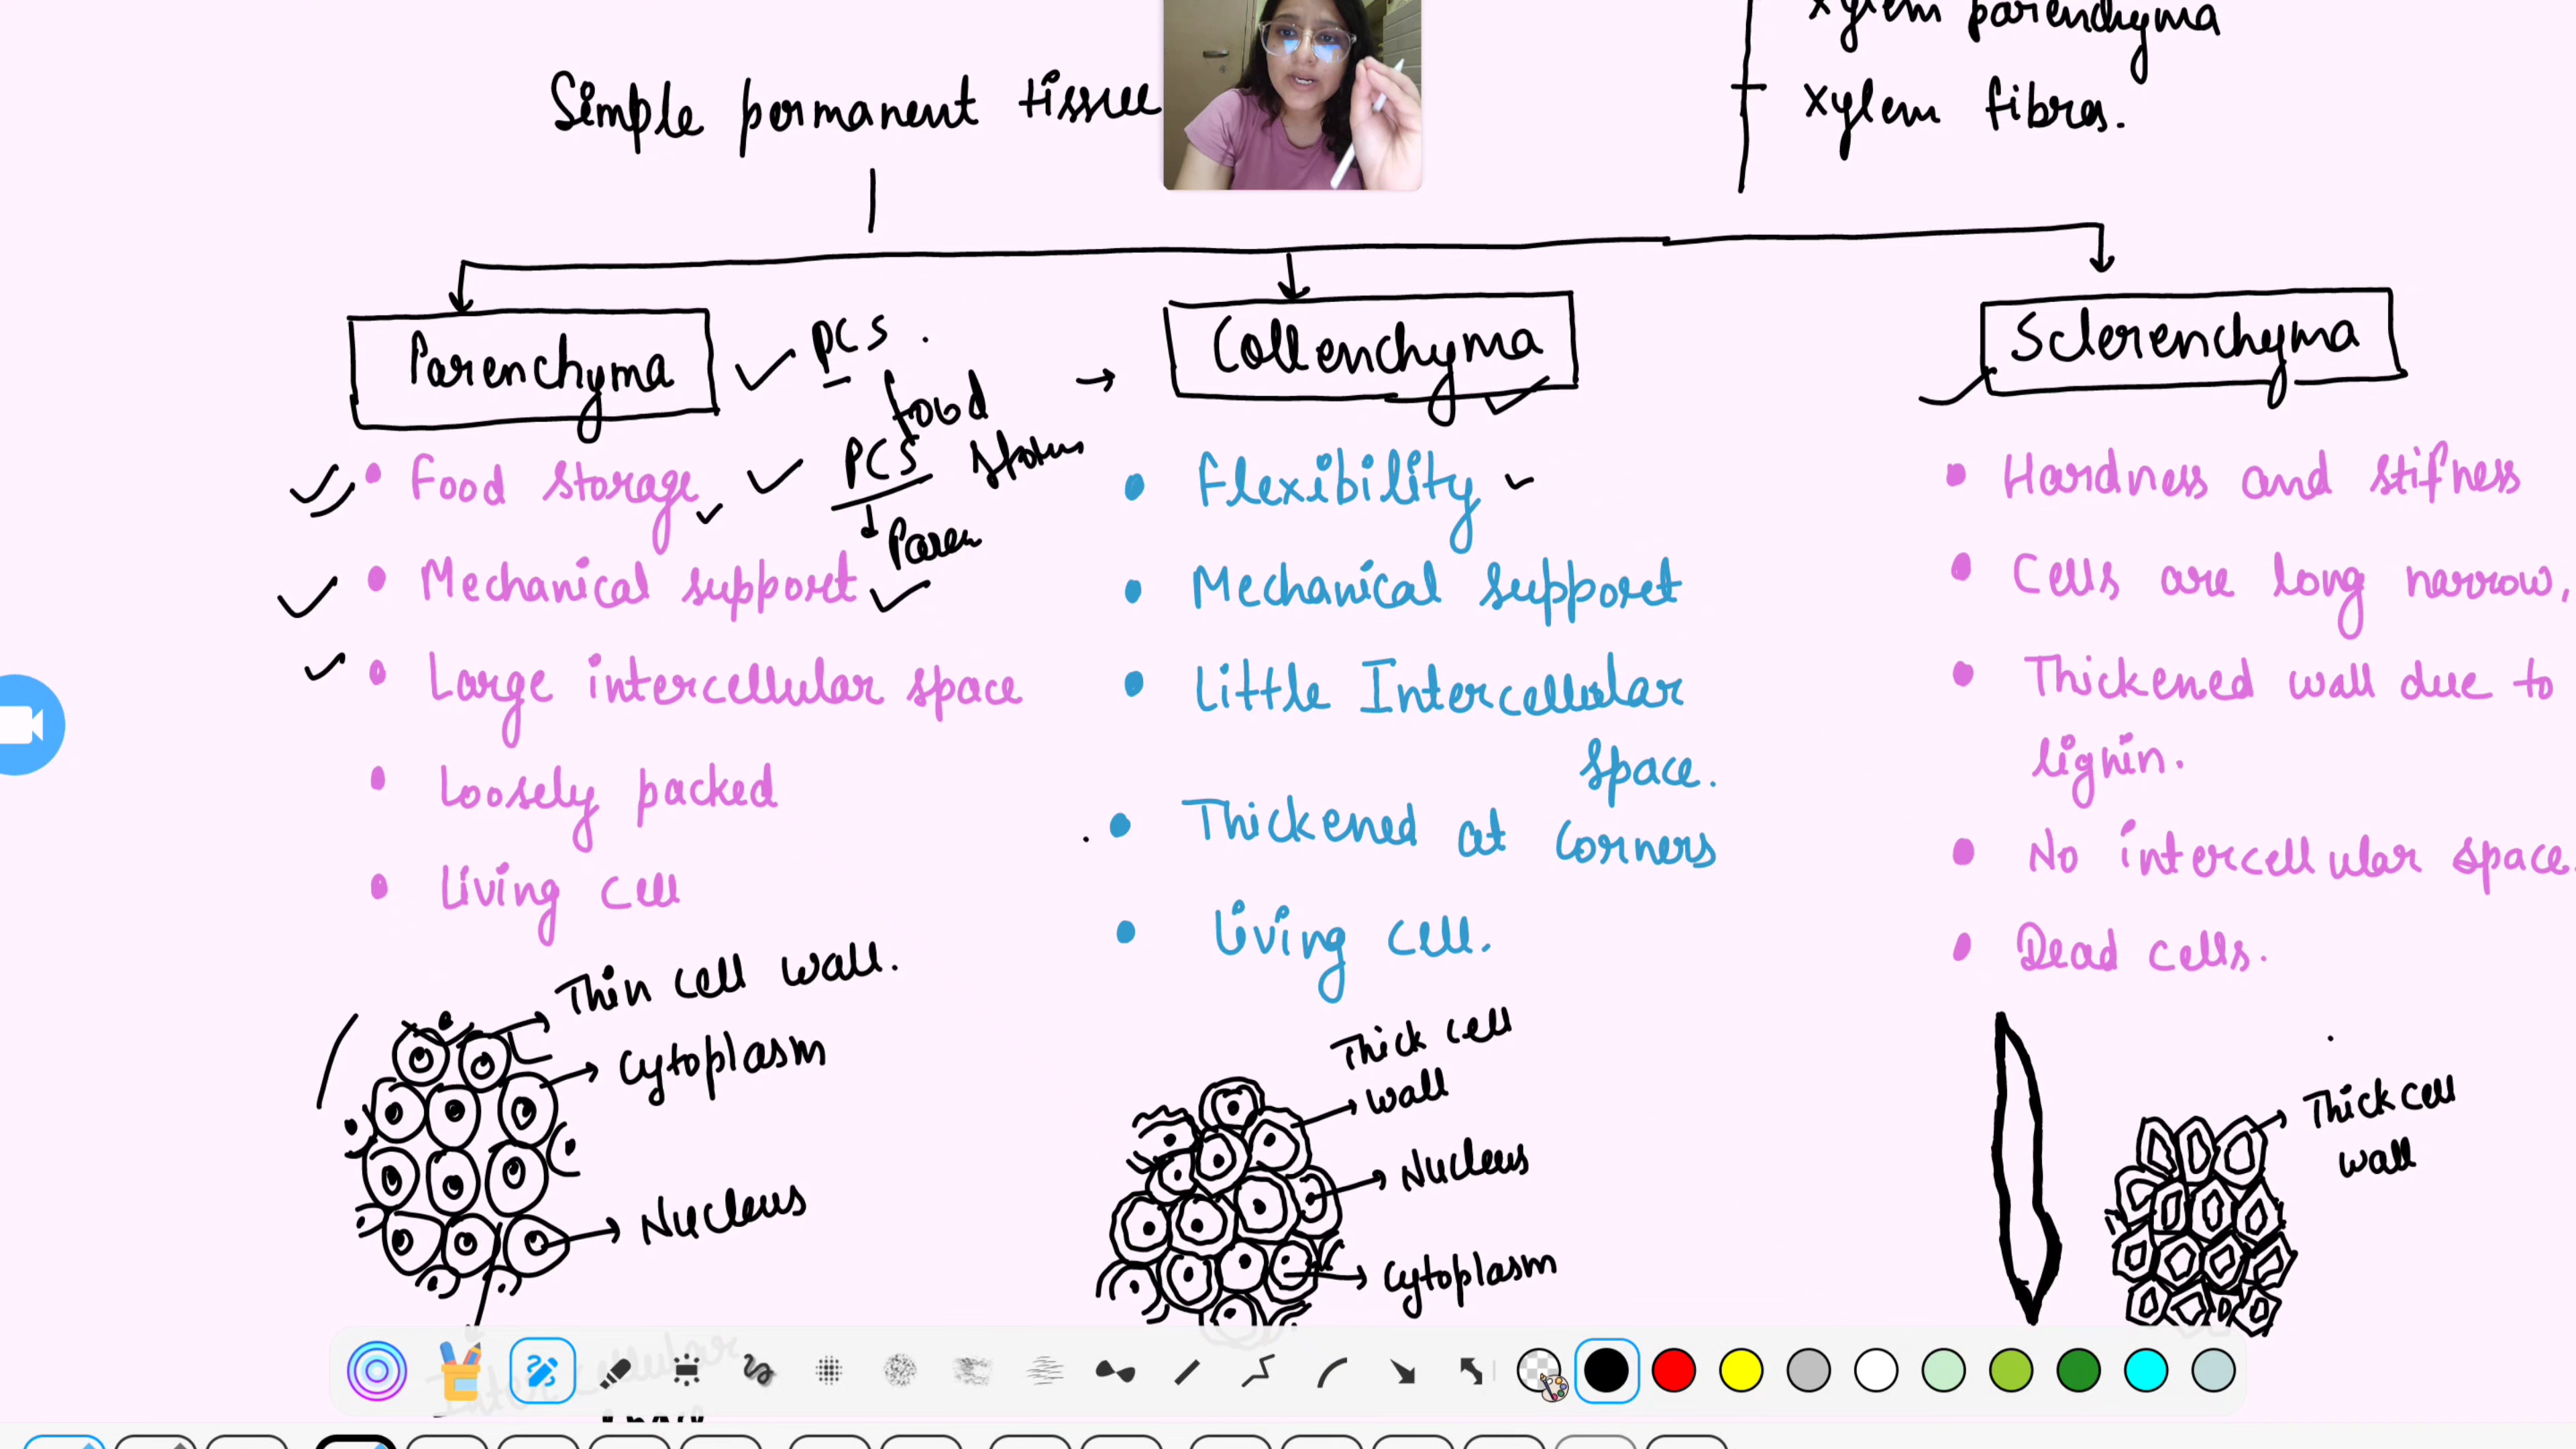 xylem parenchyma
xylem fibres.
Simple permanent tissue
Parenchyma
PCS.
food
PCS
Paren
Food storage
Mechanical support
Large intercellular space
Loosely packed
Living cell
Thin cell wall.
Cytoplasm
Nucleus
Intercellular
Collenchyma
Flexibility
Mechanical support
Little Intercellular
space.
Thickened at corners
Living cell.
Thick cell
wall
Nucleus
Cytoplasm
Sclerenchyma
Hardness and stifness
Cells are long narrow,
Thickened wall due to
lignin.
No intercellular space.
Dead cells.
Thick cell
wall